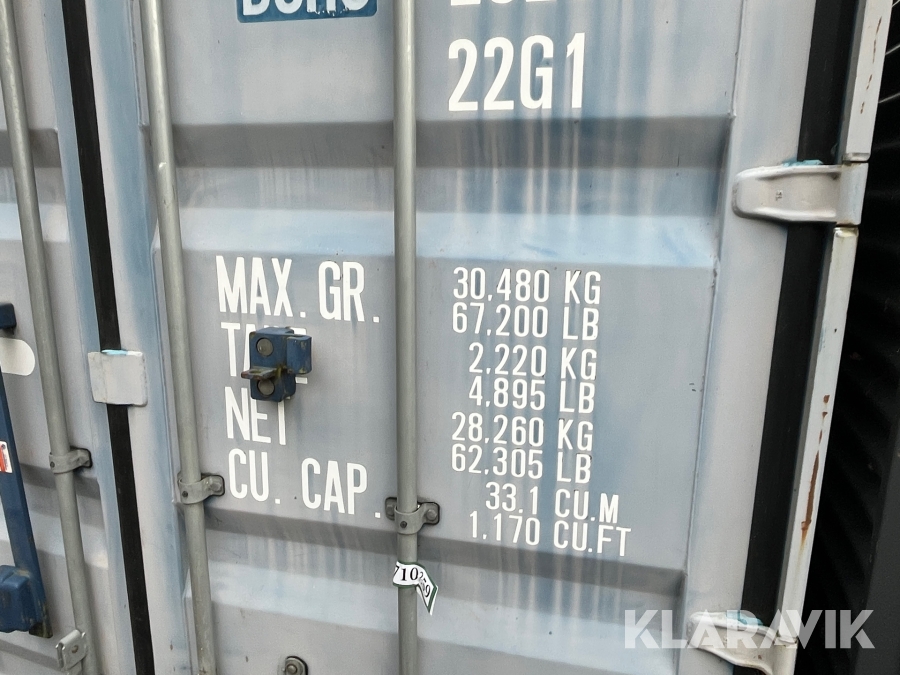 22G1
MAX. GR. 30,480 KG
67,200 LB
2,220 KG
4,895 LB
NET 28,260 KG
62,305 LB
CU. CAP. 33.1 CU.M
1,170 CU.FT
KLARAVIK